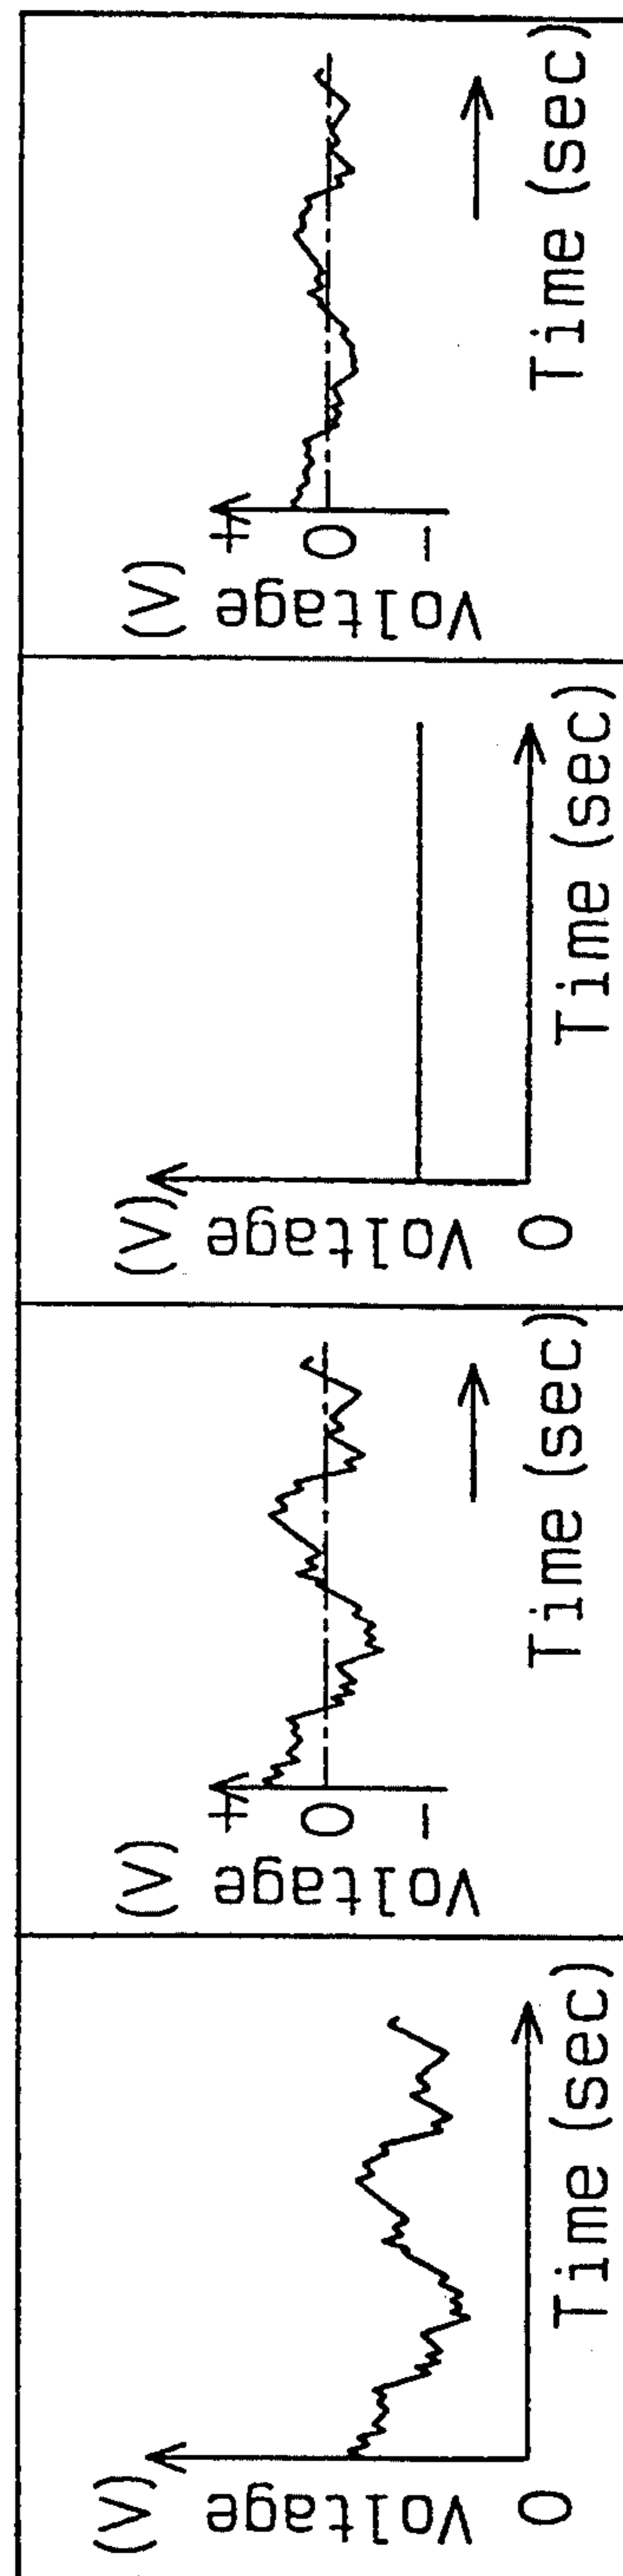 (V)
Voltage
0
Time (sec)
(V)
Voltage
+
0
-
Time (sec)
(V)
Voltage
0
Time (sec)
(V)
Voltage
+
0
-
Time (sec)